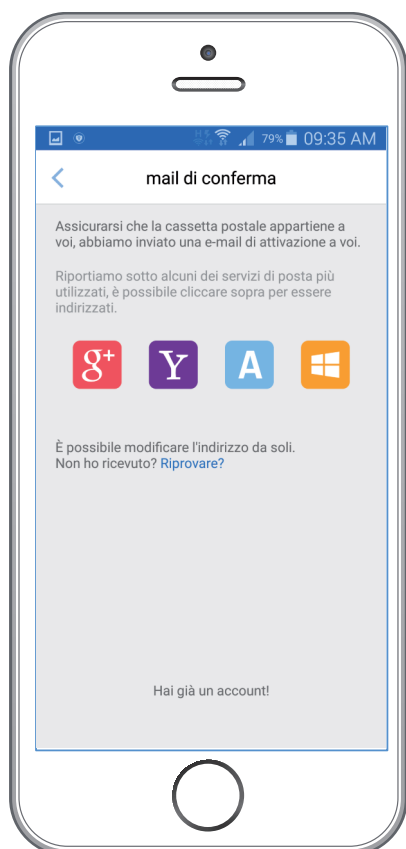 79% 09:35 AM
mail di conferma
Assicurarsi che la cassetta postale appartiene a
voi, abbiamo inviato una e-mail di attivazione a voi.
Riportiamo sotto alcuni dei servizi di posta più
utilizzati, è possibile cliccare sopra per essere
indirizzati.
g+ Y A
È possibile modificare l'indirizzo da soli.
Non ho ricevuto? Riprovare?
Hai già un account!